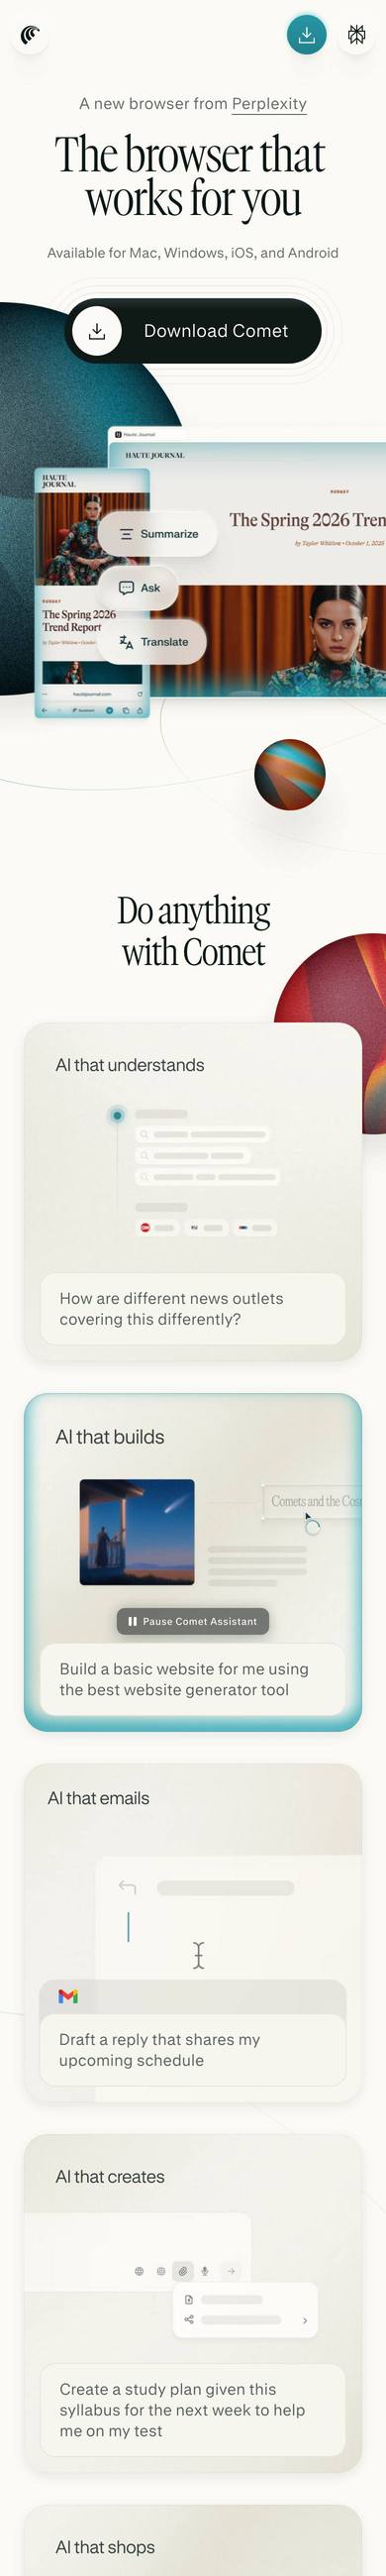 A new browser from Perplexity
The browser that
works for you
Available for Mac, Windows, iOS, and Android
Download Comet
Haute Journal
HAUTE JOURNAL
HAUTE
JOURNAL
Summarize
Ask
Translate
RUNWAY
The Spring 2026 Tren
by Taylor Whitlow • October 1, 2025
RUNWAY
The Spring 2026
Trend Report
hautejournal.com
Do anything
with Comet
AI that understands
How are different news outlets
covering this differently?
AI that builds
Comets and the Cos
Pause Comet Assistant
Build a basic website for me using
the best website generator tool
AI that emails
Draft a reply that shares my
upcoming schedule
AI that creates
Create a study plan given this
syllabus for the next week to help
me on my test
AI that shops